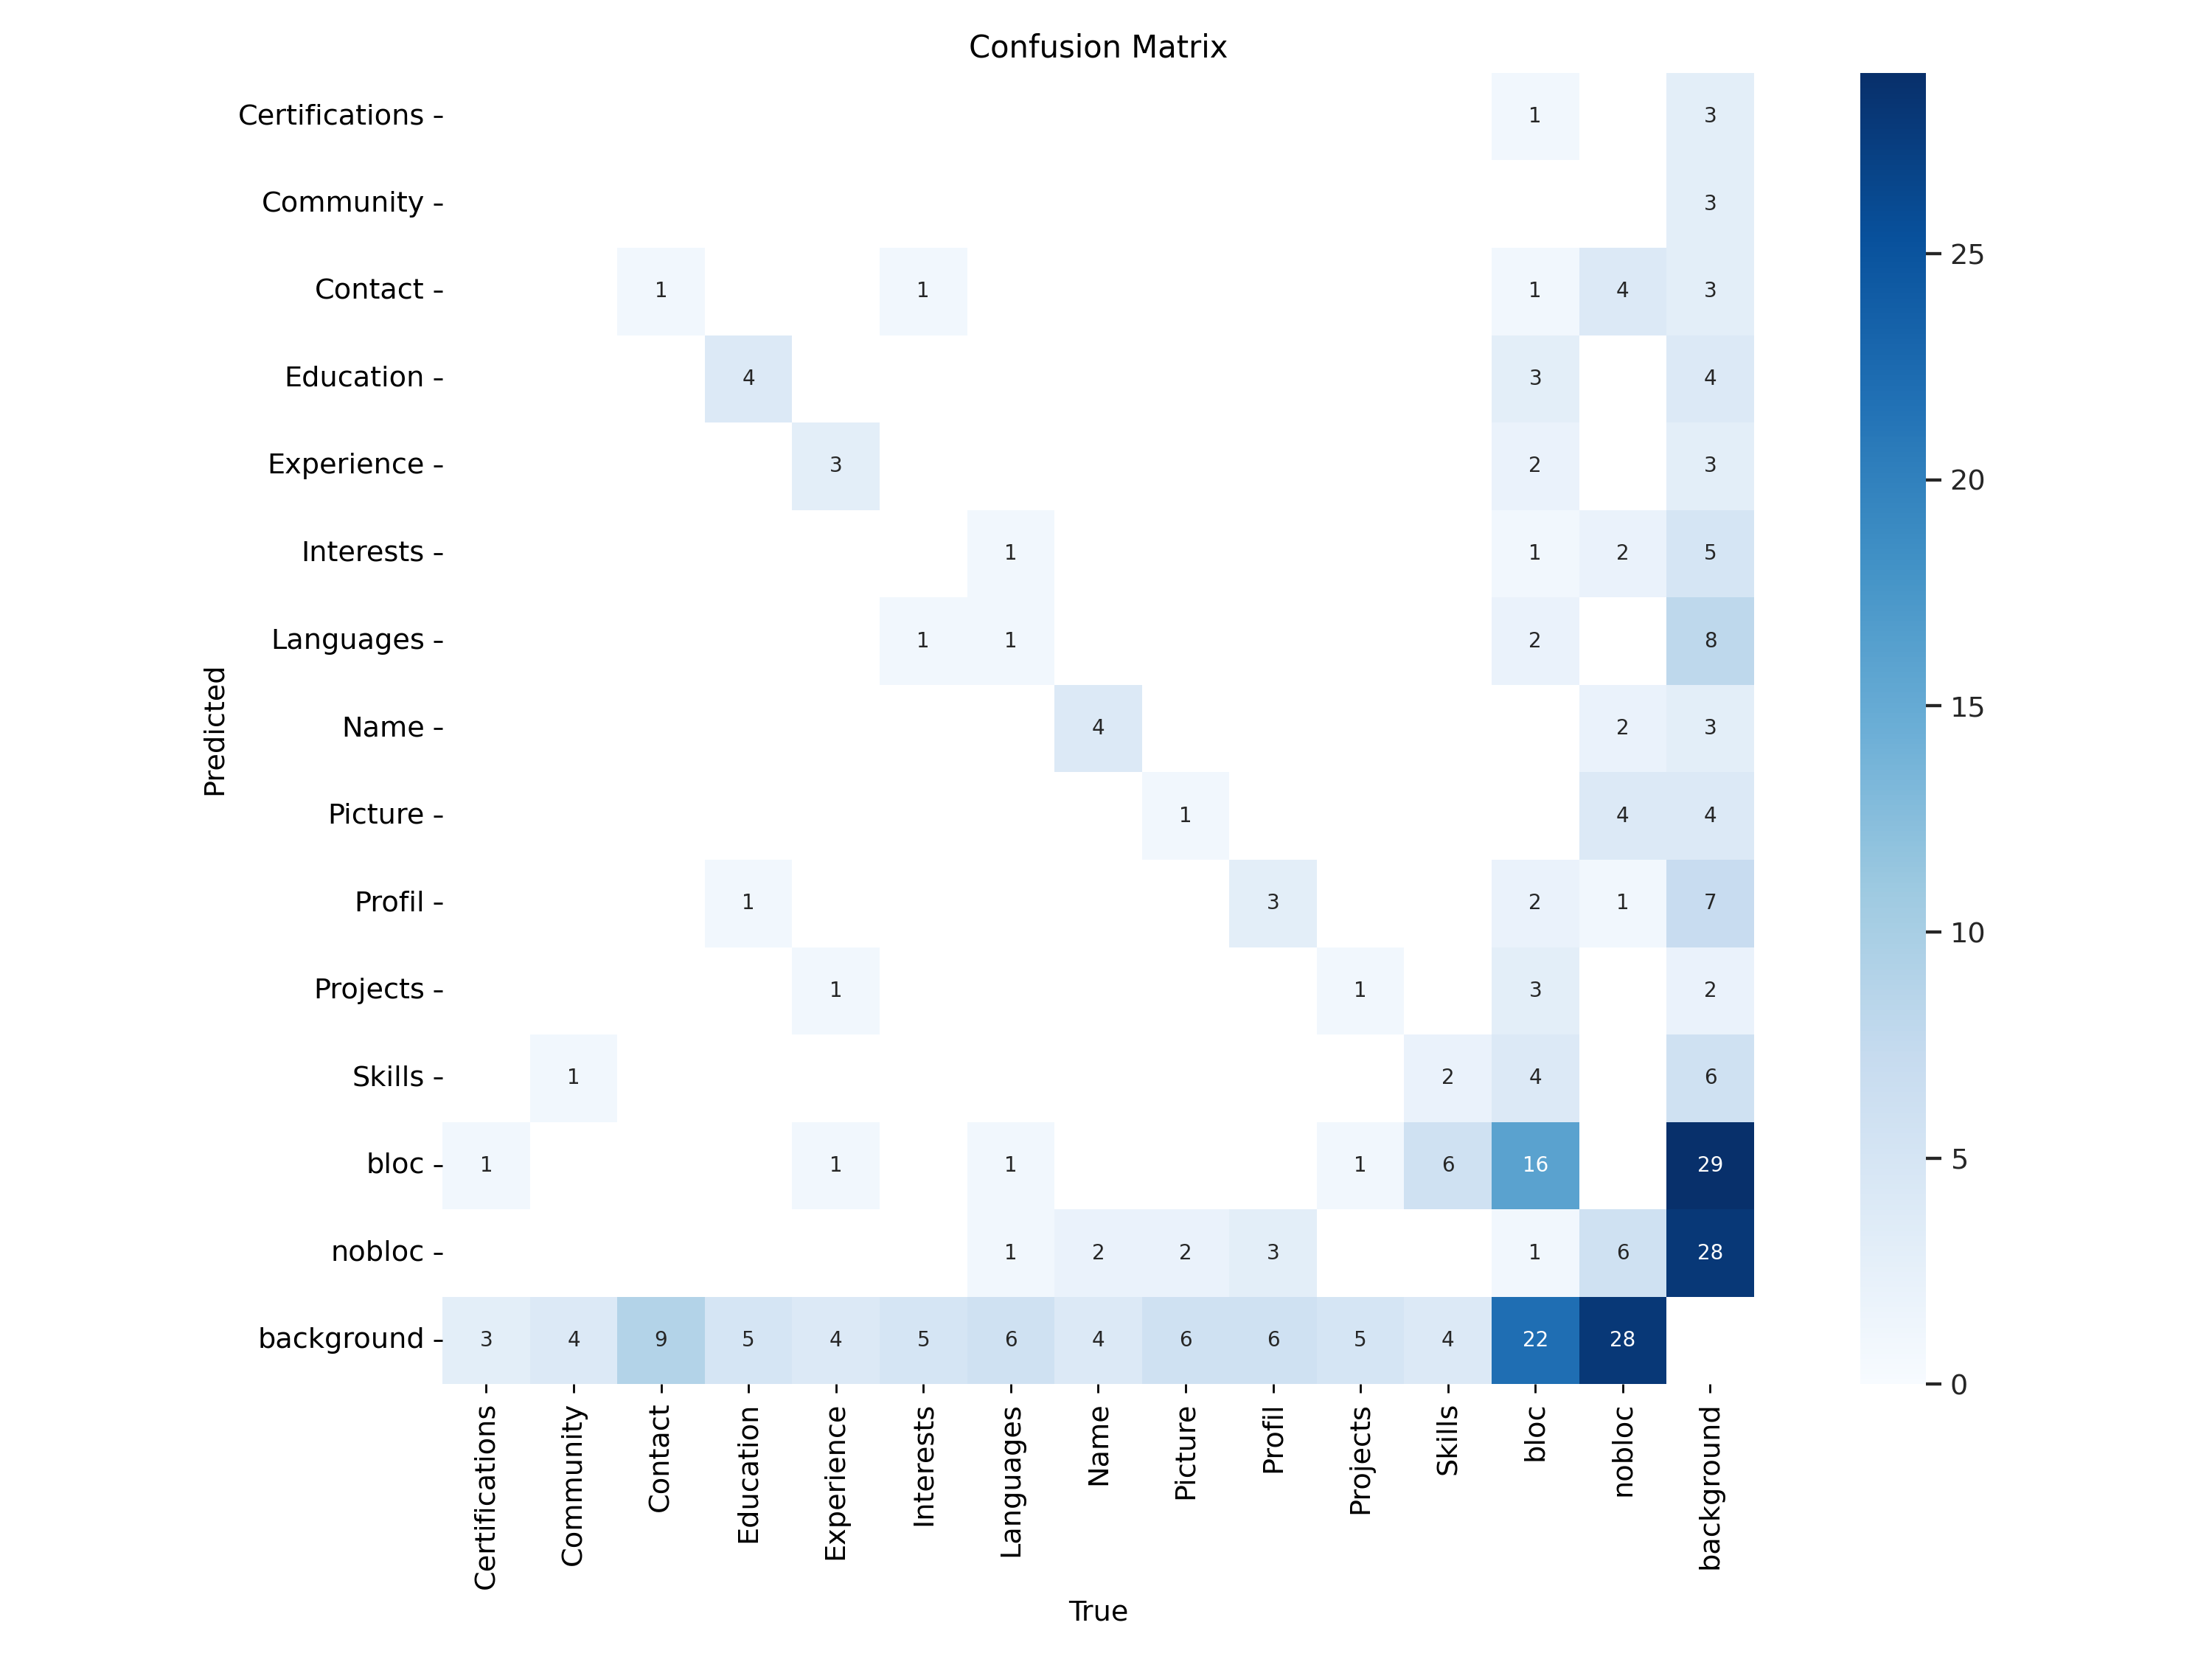 Confusion Matrix
Certifications 1 3
Community 3
Contact 1 1 1 4 3
Education 4 3 4
Experience 3 2 3
Interests 1 1 2 5
Languages 1 1 2 8
Name 4 2 3
Picture 1 4 4
Profil 1 3 2 1 7
Projects 1 1 3 2
Skills 1 2 4 6
bloc 1 1 1 1 6 16 29
nobloc 1 2 2 3 1 6 28
background 3 4 9 5 4 5 6 4 6 6 5 4 22 28
Predicted
Certifications
Community
Contact
Education
Experience
Interests
Languages
Name
Picture
Profil
Projects
Skills
bloc
nobloc
background
True
25
20
15
10
5
0